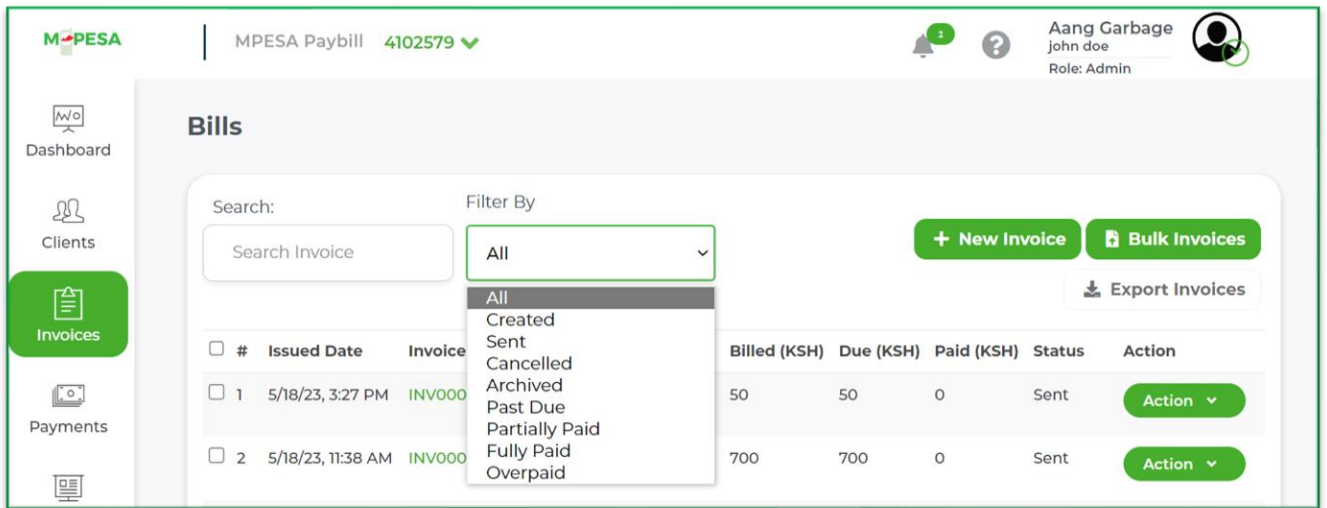 M-PESA
MPESA Paybill 4102579
2
Aang Garbage
john doe
Role: Admin
Dashboard
Clients
Invoices
Payments
Bills
Search:
Search Invoice
Filter By
All
All
Created
Sent
Cancelled
Archived
Past Due
Partially Paid
Fully Paid
Overpaid
+ New Invoice
Bulk Invoices
Export Invoices
# Issued Date Invoice Billed (KSH) Due (KSH) Paid (KSH) Status Action
1 5/18/23, 3:27 PM INV000 50 50 0 Sent Action
2 5/18/23, 11:38 AM INV000 700 700 0 Sent Action